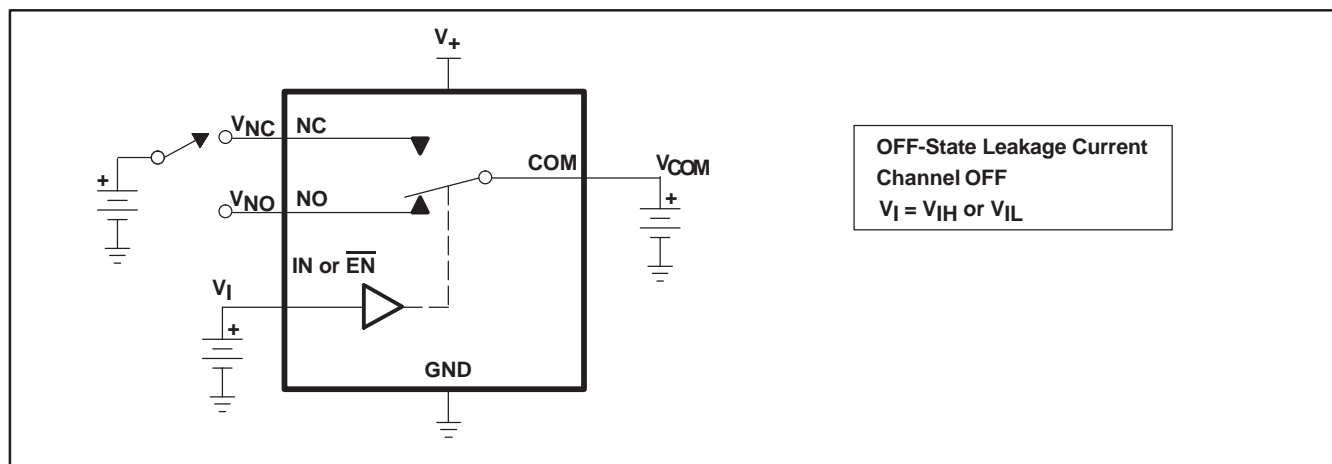 V+
VNC NC
COM VCOM
+
VNO NO
+
IN or E̅N̅
VI
+
GND
OFF-State Leakage Current
Channel OFF
VI = VIH or VIL